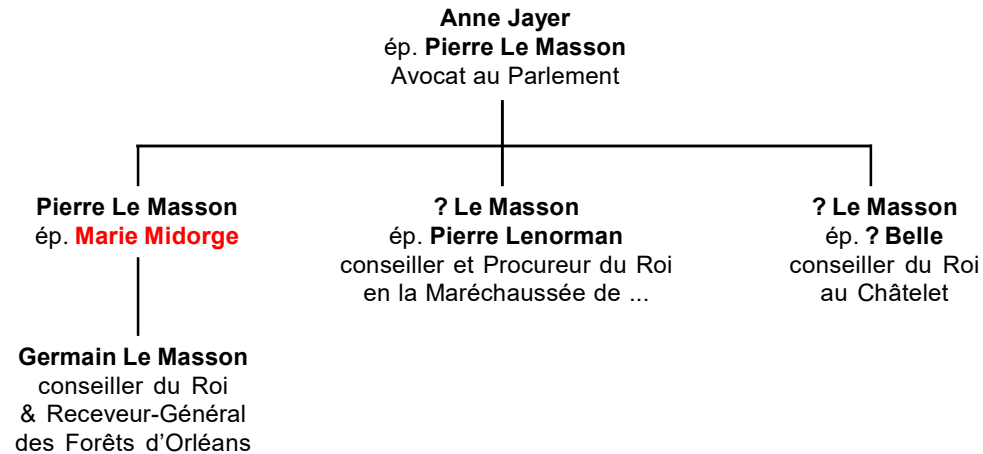 Anne Jayer
ép. Pierre Le Masson
Avocat au Parlement
Pierre Le Masson
ép. Marie Midorge
? Le Masson
ép. Pierre Lenorman
conseiller et Procureur du Roi
en la Maréchaussée de ...
? Le Masson
ép. ? Belle
conseiller du Roi
au Châtelet
Germain Le Masson
conseiller du Roi
& Receveur-Général
des Forêts d'Orléans